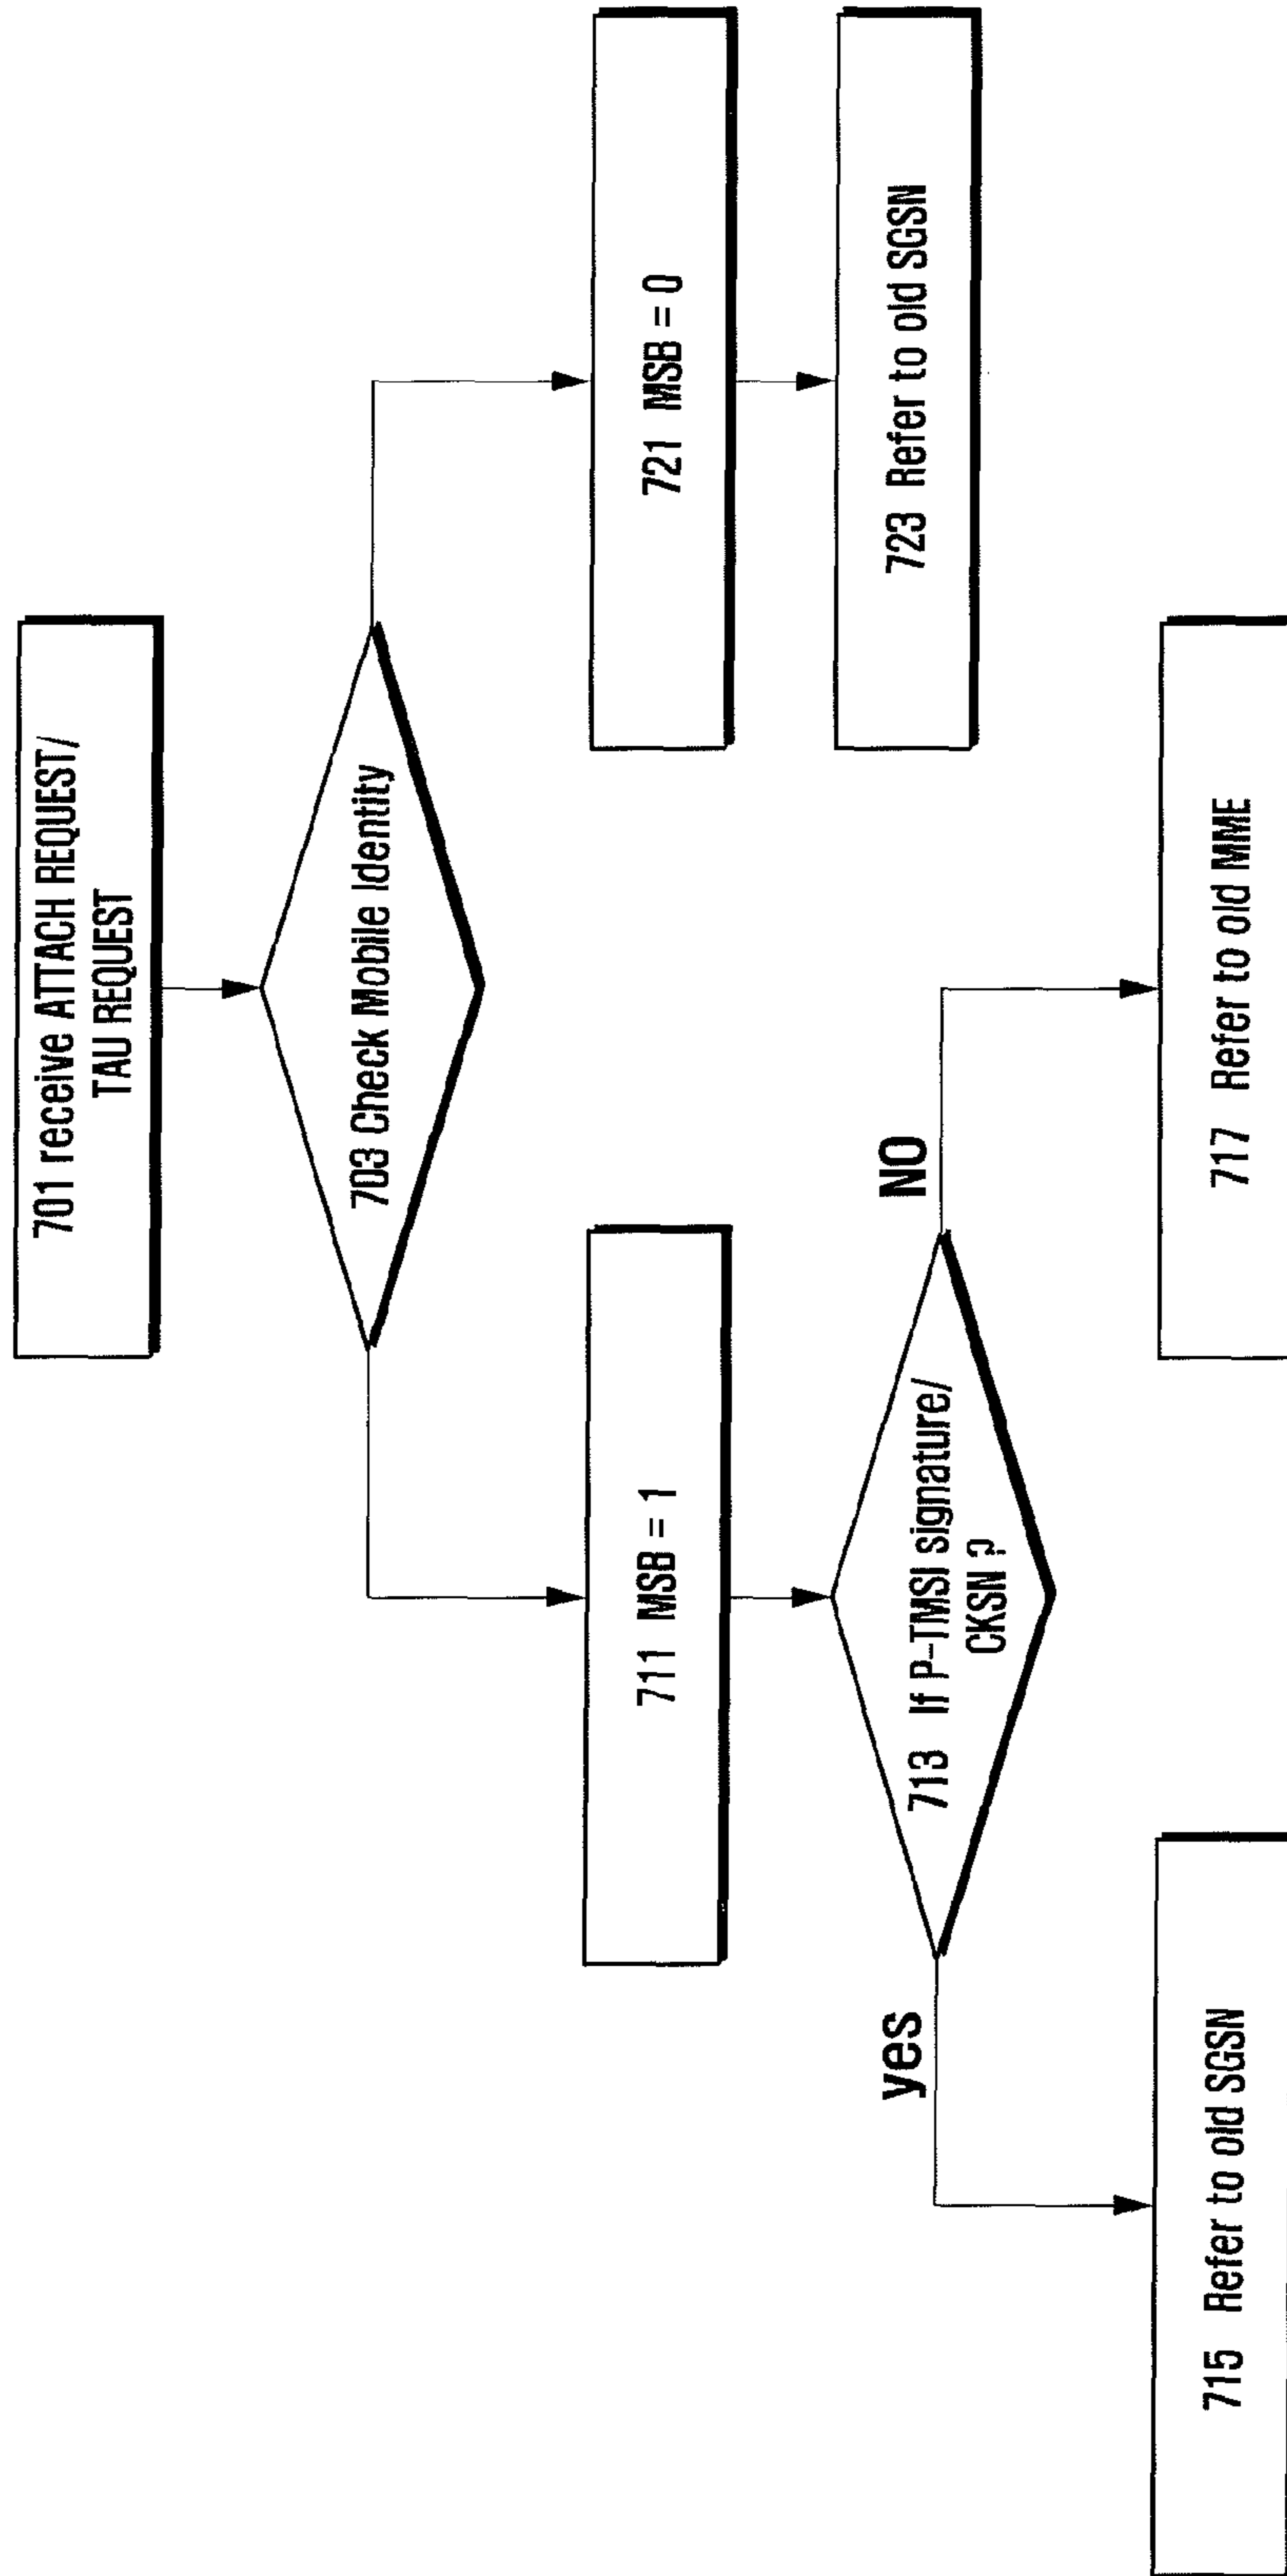 701 receive ATTACH REQUEST/
TAU REQUEST
703 Check Mobile Identity
711 MSB = 1
721 MSB = 0
713 If P-TMSI signature/
CKSN ?
723 Refer to old SGSN
yes
NO
715 Refer to old SGSN
717 Refer to old MME